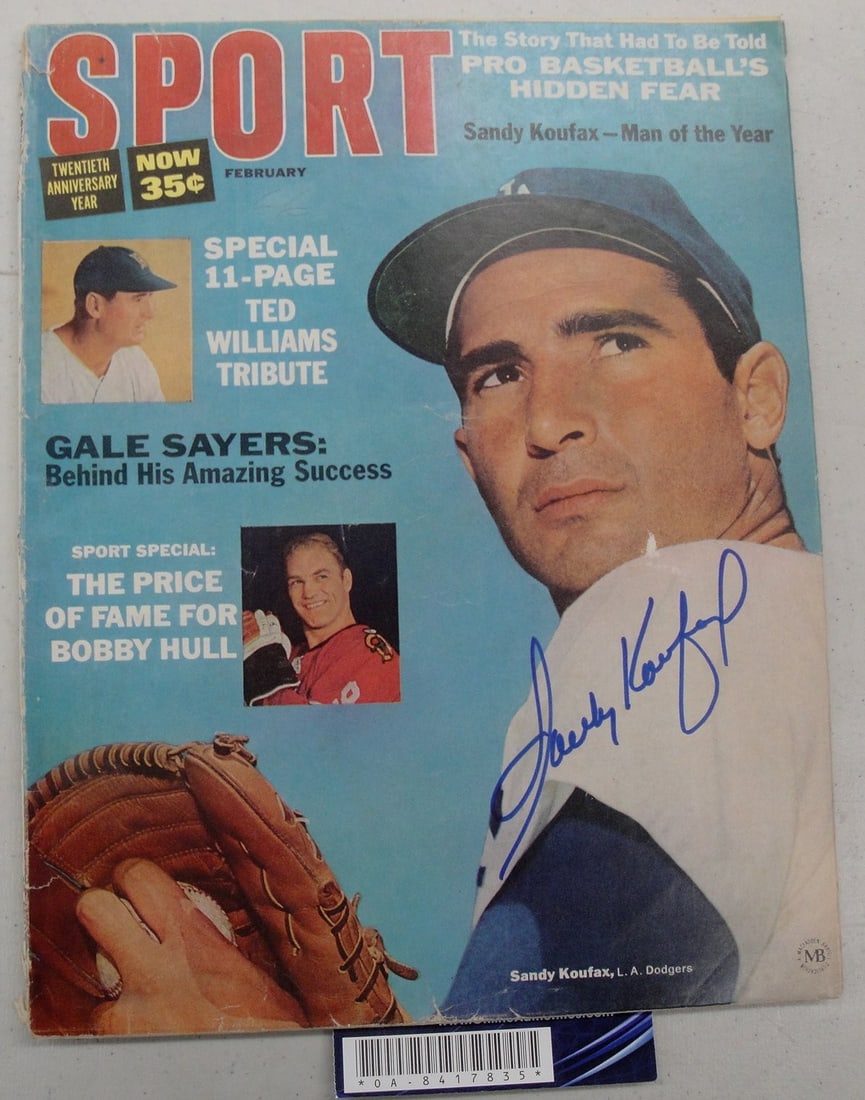 SPORT
The Story That Had To Be Told
PRO BASKETBALL'S
HIDDEN FEAR
Sandy Koufax—Man of the Year
TWENTIETH
ANNIVERSARY
YEAR
NOW
35¢
FEBRUARY
SPECIAL
11-PAGE
TED
WILLIAMS
TRIBUTE
GALE SAYERS:
Behind His Amazing Success
SPORT SPECIAL:
THE PRICE
OF FAME FOR
BOBBY HULL
Sandy Koufax
Sandy Koufax, L. A. Dodgers
MB
*OA-8417835*